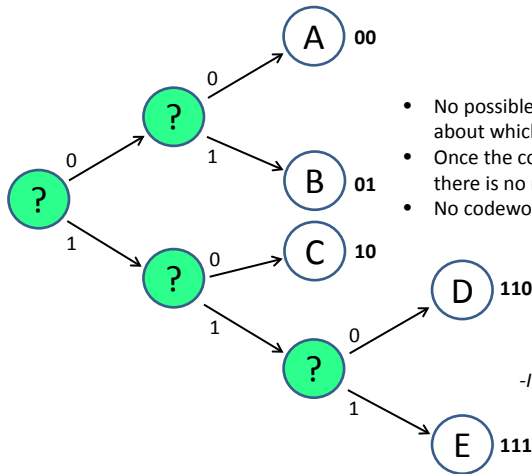 A 00
0
? 
• No possible
0
1
about which
• Once the co
?
B 01
there is no
1
• No codewo
?
0
C 10
D 110
1
0
?
-I
1
E 111